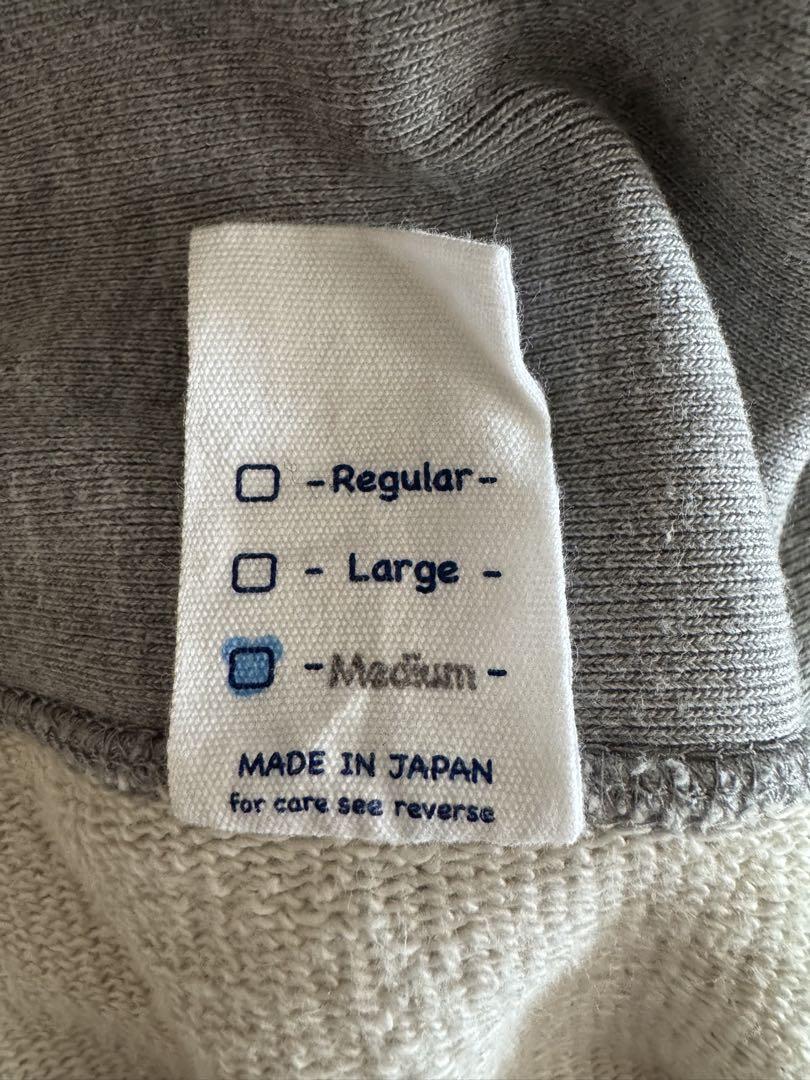 -Regular-
- Large -
-Medium-
MADE IN JAPAN
for care see reverse